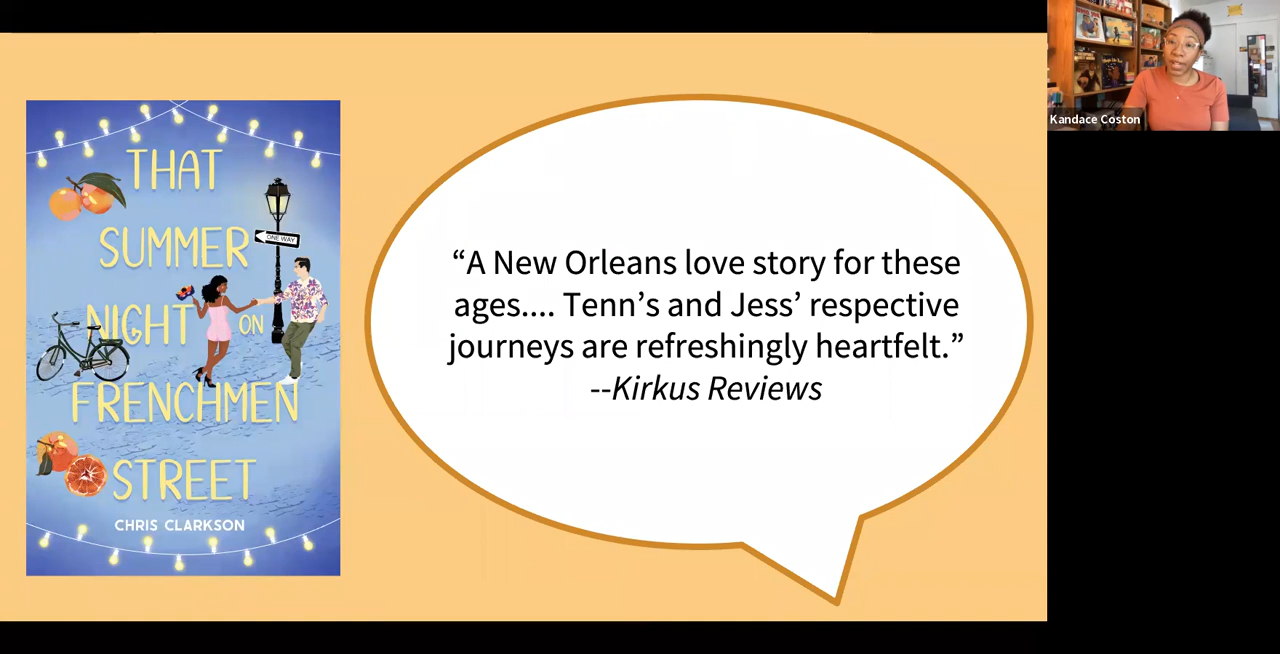 THAT
SUMMER
ONE WAY
NIGHT ON
FRENCHMEN
STREET
CHRIS CLARKSON
“A New Orleans love story for these
ages.... Tenn’s and Jess’ respective
journeys are refreshingly heartfelt.”
--Kirkus Reviews
Kandace Coston